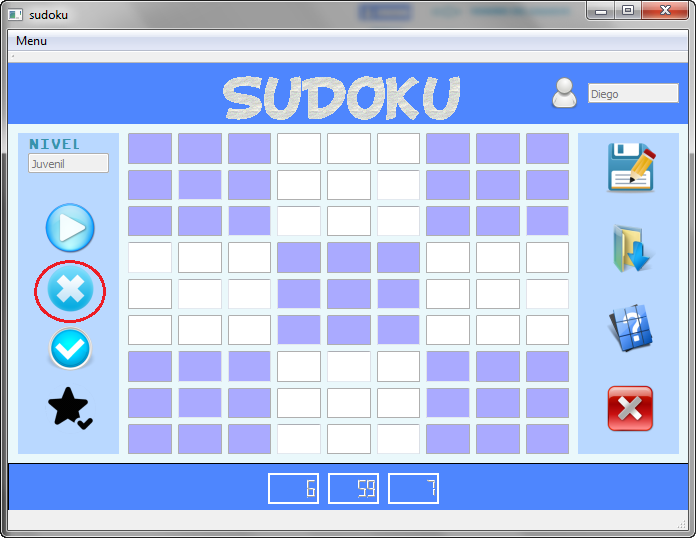 sudoku
Menu
SUDOKU
Diego
NIVEL
Juvenil
?
6 59 7